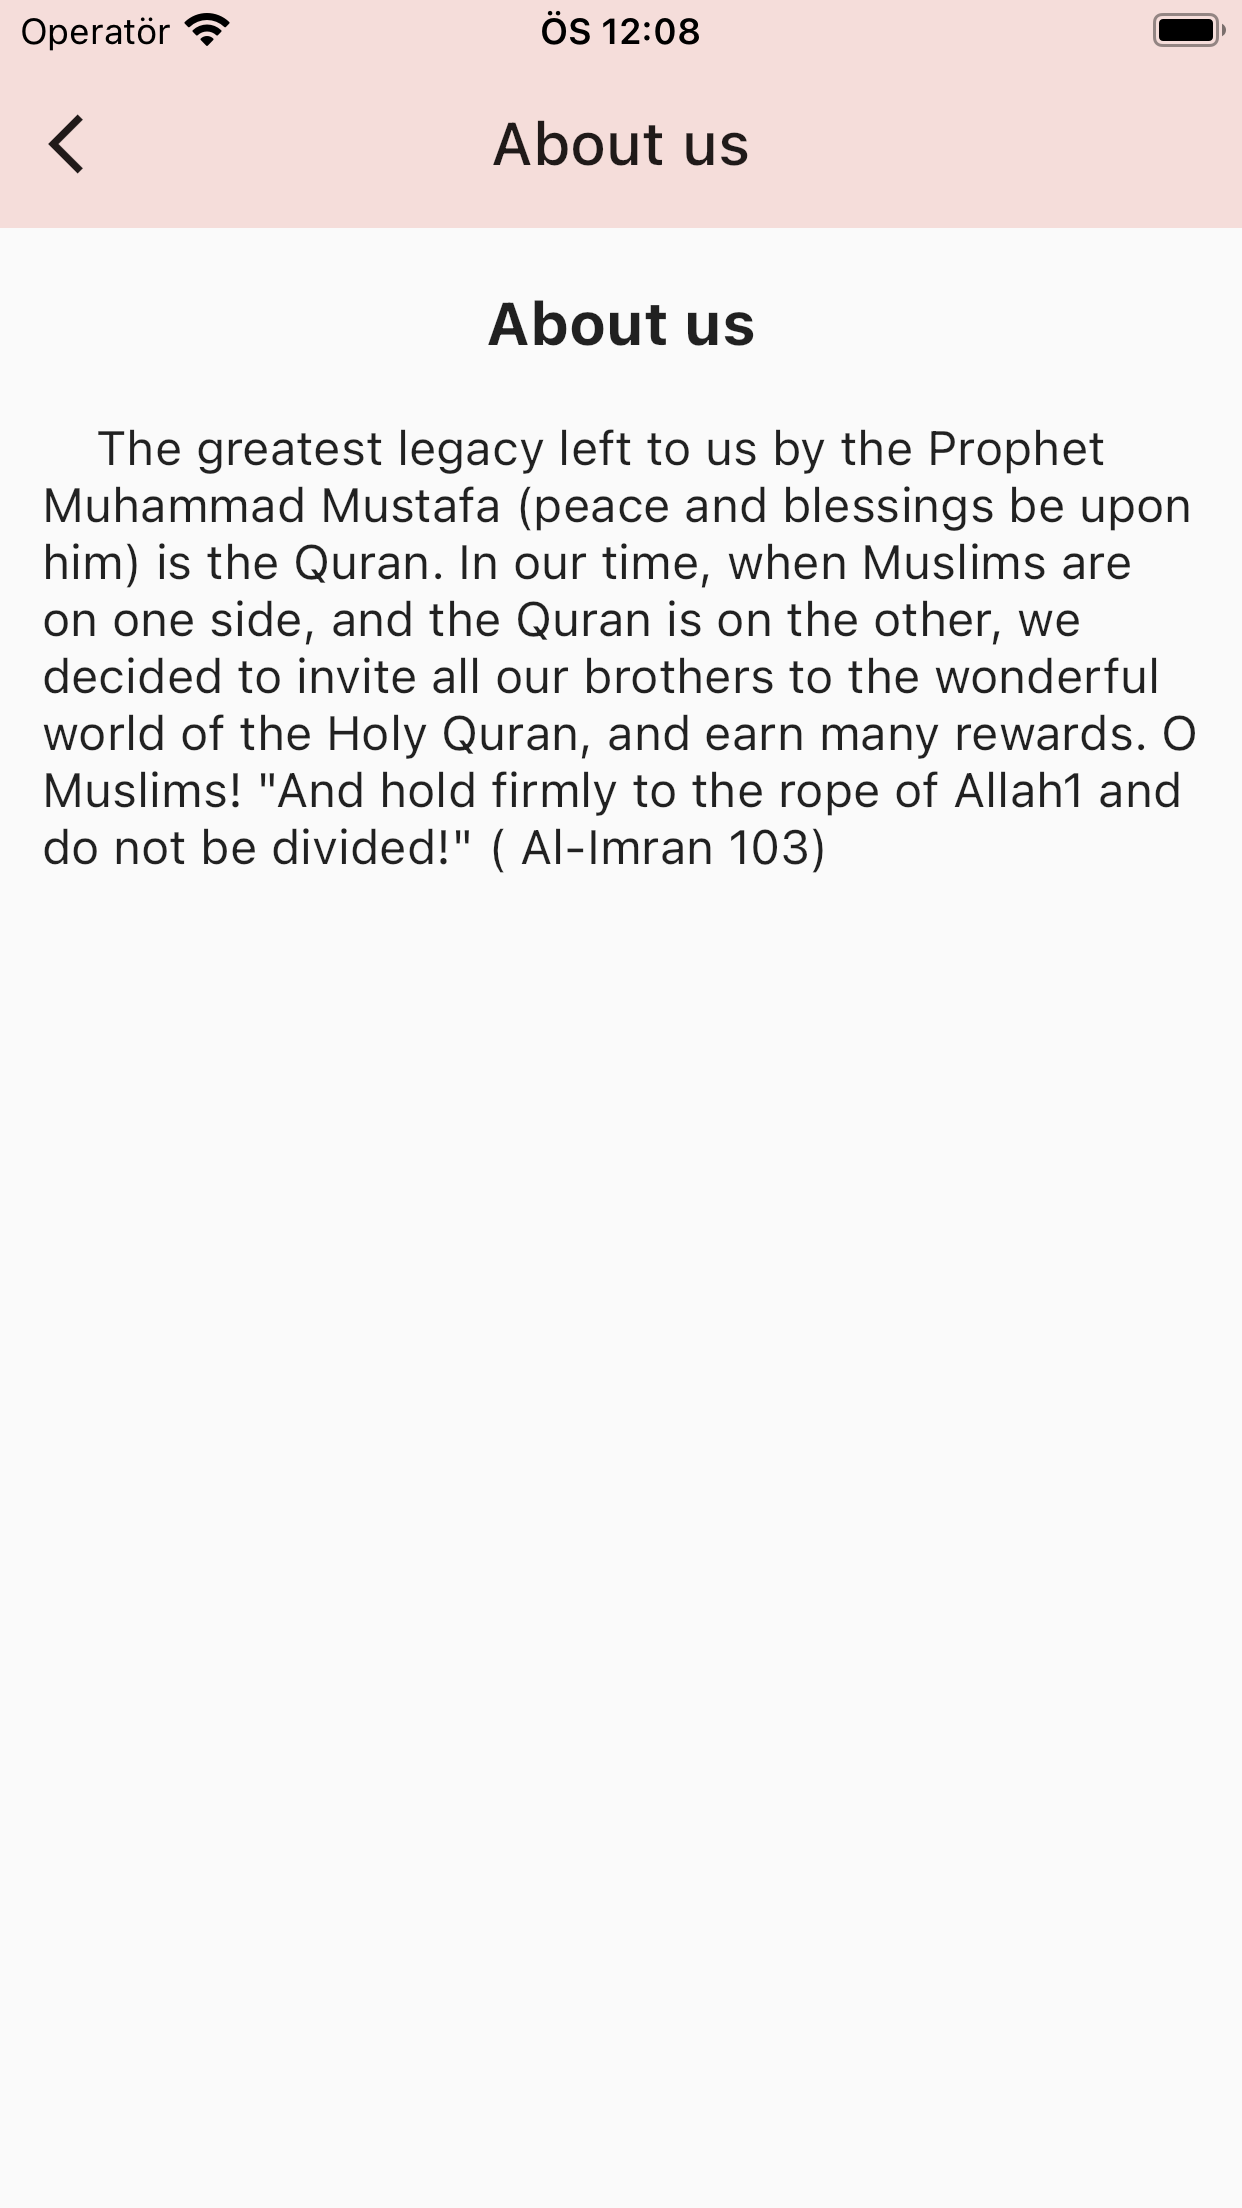 Operatör
ÖS 12:08
About us
About us
The greatest legacy left to us by the Prophet
Muhammad Mustafa (peace and blessings be upon
him) is the Quran. In our time, when Muslims are
on one side, and the Quran is on the other, we
decided to invite all our brothers to the wonderful
world of the Holy Quran, and earn many rewards. O
Muslims! "And hold firmly to the rope of Allah1 and
do not be divided!" ( Al-Imran 103)